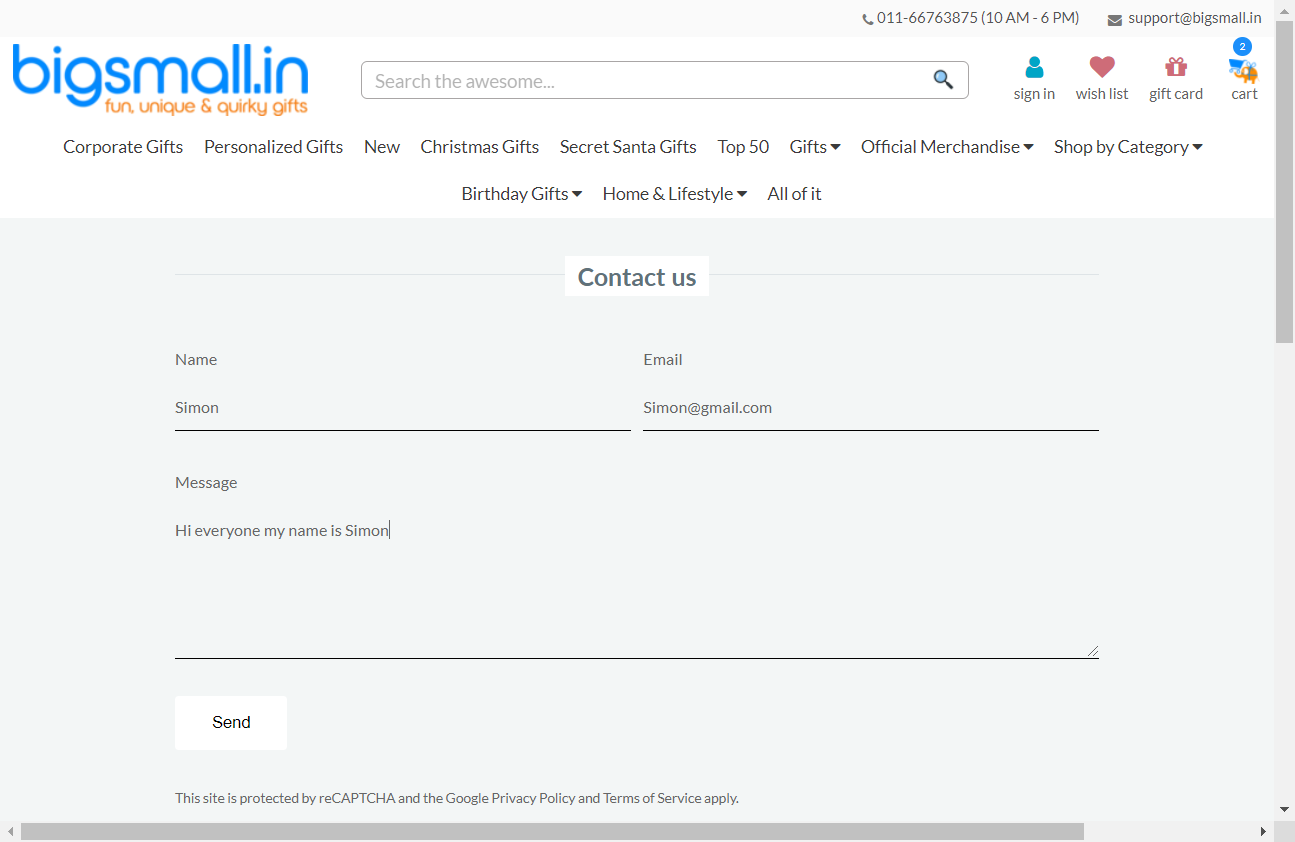 011-66763875 (10 AM - 6 PM) support@bigsmall.in
bigsmall.in
fun, unique & quirky gifts
Search the awesome...
2
sign in wish list gift card cart
Corporate Gifts Personalized Gifts New Christmas Gifts Secret Santa Gifts Top 50 Gifts Official Merchandise Shop by Category
Birthday Gifts Home & Lifestyle All of it
Contact us
Name Email
Simon Simon@gmail.com
Message
Hi everyone my name is Simon
Send
This site is protected by reCAPTCHA and the Google Privacy Policy and Terms of Service apply.